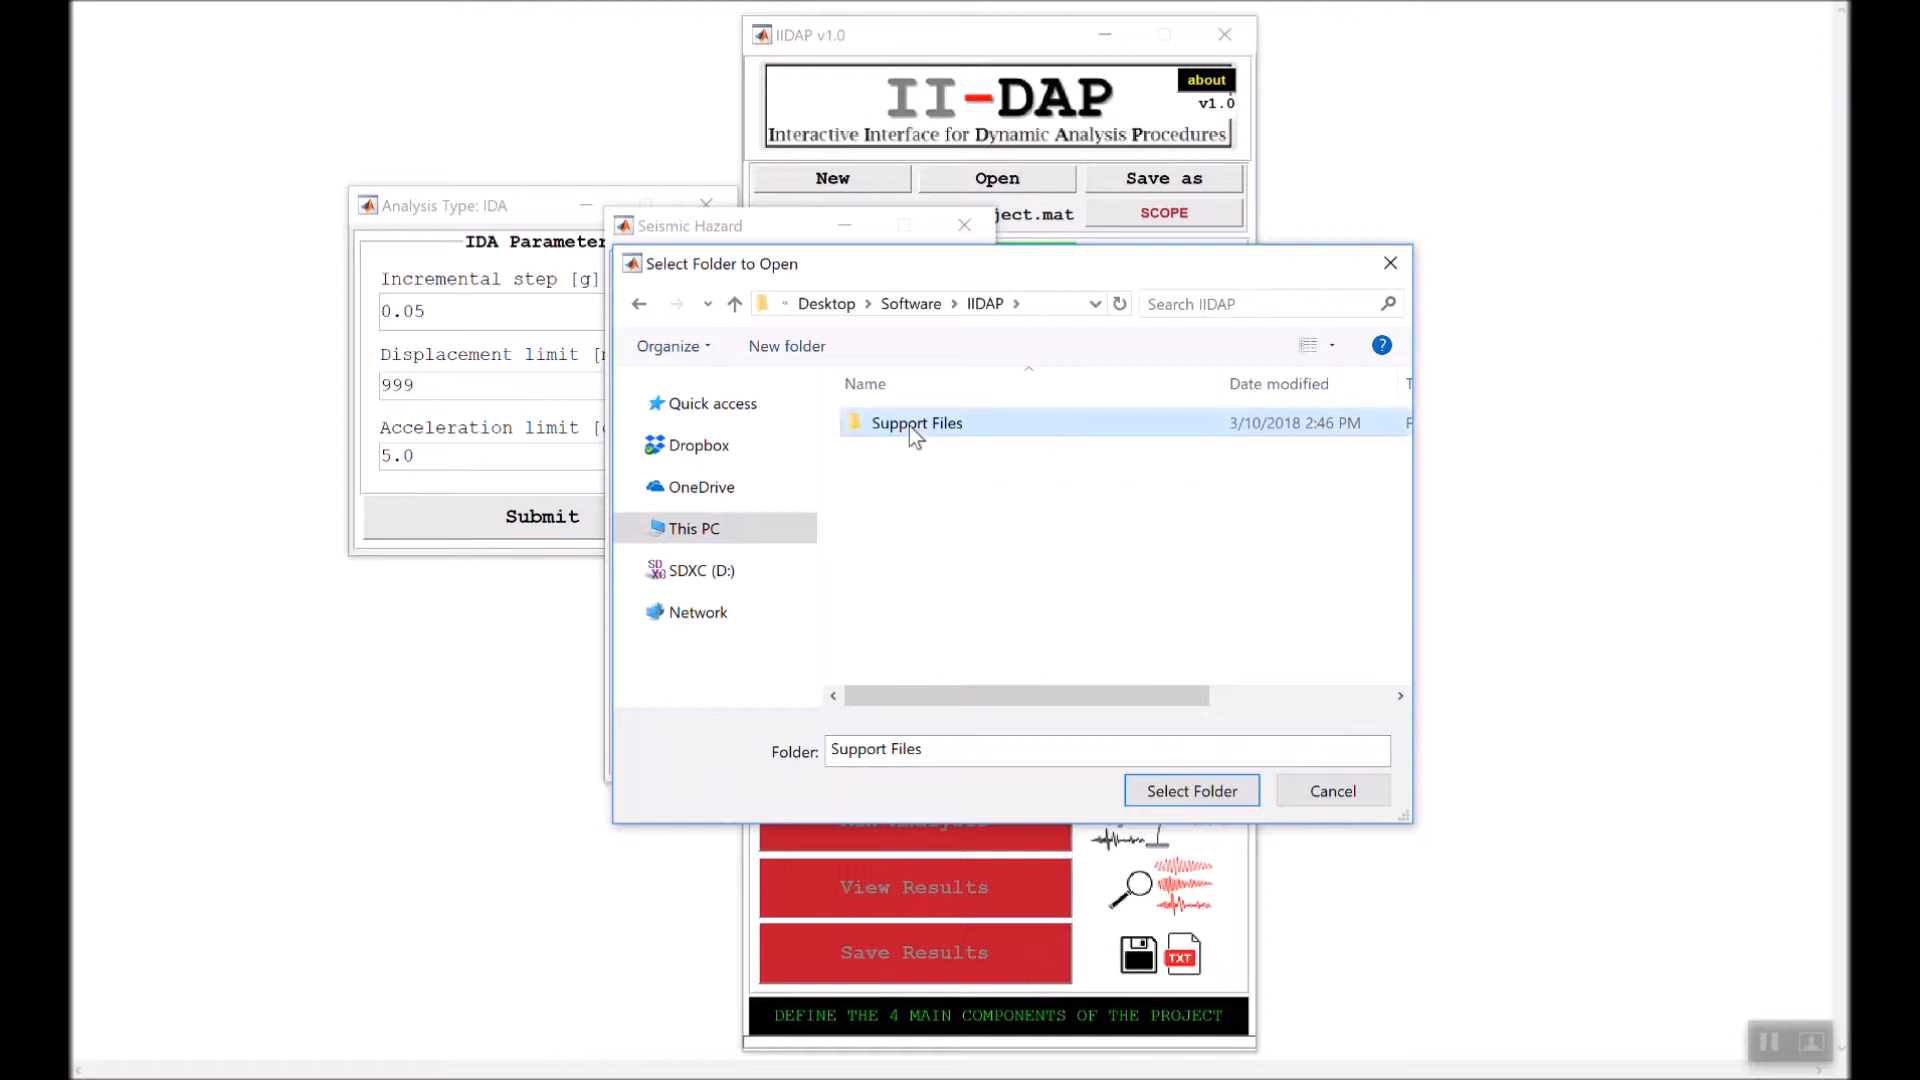 IIDAP v1.0
II-DAP
about
v1.0
Interactive Interface for Dynamic Analysis Procedures
New
Open
Save as
ject.mat
SCOPE
Analysis Type: IDA
IDA Parameter
Incremental step [g]
0.05
Displacement limit [
999
Acceleration limit [
5.0
Submit
Seismic Hazard
Select Folder to Open
« Desktop > Software > IIDAP >
Search IIDAP
Organize
New folder
?
Name
Date modified
Support Files
3/10/2018 2:46 PM
Quick access
Dropbox
OneDrive
This PC
SDXC (D:)
Network
Folder:
Support Files
Select Folder
Cancel
View Results
Save Results
TXT
DEFINE THE 4 MAIN COMPONENTS OF THE PROJECT